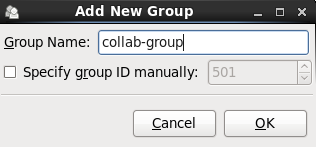 Add New Group
Group Name: collab-group
Specify group ID manually: 501
Cancel OK